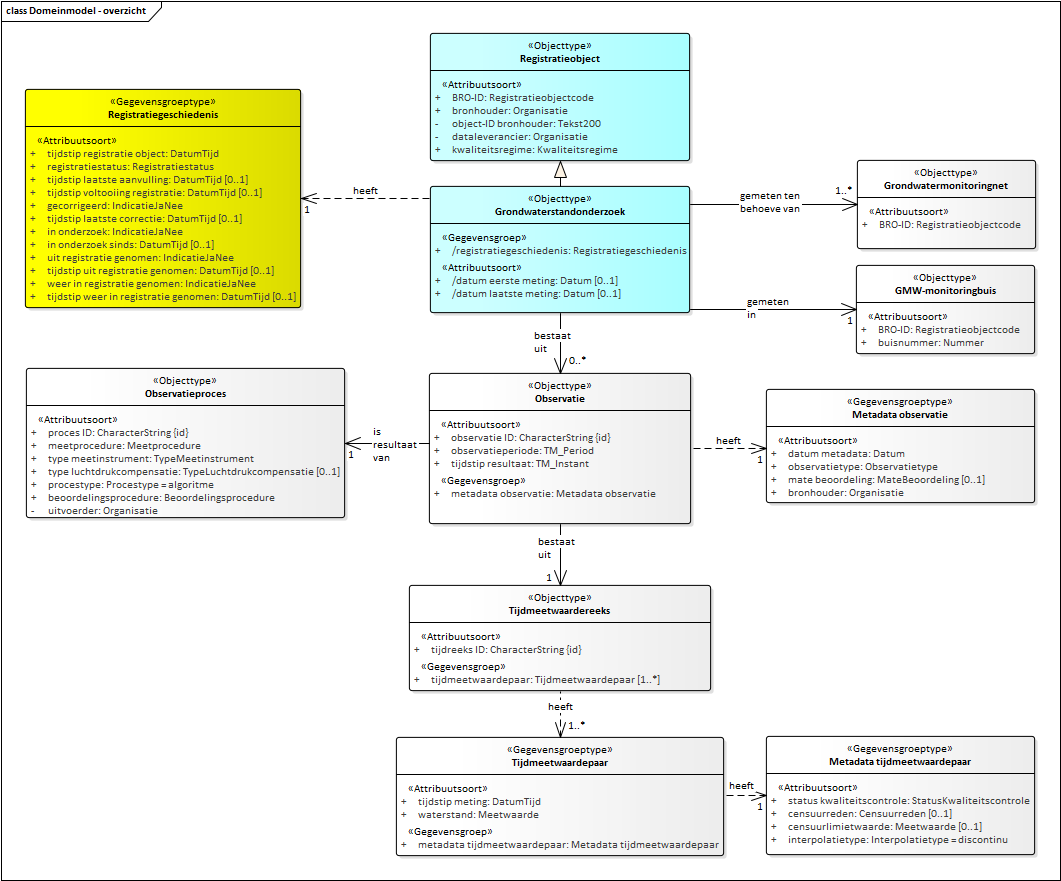 class Domeinmodel - overzicht
«Objecttype»
Registratieobject
«Attribuutsoort»
+ BRO-ID: Registratieobjectcode
+ bronhouder: Organisatie
- object-ID bronhouder: Tekst200
- dataleverancier: Organisatie
+ kwaliteitsregime: Kwaliteitsregime
«Gegevensgroeptype»
Registratiegeschiedenis
«Attribuutsoort»
+ tijdstip registratie object: DatumTijd
+ registratiestatus: Registratiestatus
+ tijdstip laatste aanvulling: DatumTijd [0..1]
+ tijdstip voltooiing registratie: DatumTijd [0..1]
+ gecorrigeerd: IndicatieJaNee
+ tijdstip laatste correctie: DatumTijd [0..1]
+ in onderzoek: IndicatieJaNee
+ in onderzoek sinds: DatumTijd [0..1]
+ uit registratie genomen: IndicatieJaNee
+ tijdstip uit registratie genomen: DatumTijd [0..1]
+ weer in registratie genomen: IndicatieJaNee
+ tijdstip weer in registratie genomen: DatumTijd [0..1]
heeft
1
«Objecttype»
Grondwaterstandonderzoek
«Gegevensgroep»
+ /registratiegeschiedenis: Registratiegeschiedenis
«Attribuutsoort»
+ /datum eerste meting: Datum [0..1]
+ /datum laatste meting: Datum [0..1]
gemeten ten
behoeve van
1..*
«Objecttype»
Grondwatermonitoringnet
«Attribuutsoort»
+ BRO-ID: Registratieobjectcode
gemeten
in
1
«Objecttype»
GMW-monitoringbuis
«Attribuutsoort»
+ BRO-ID: Registratieobjectcode
+ buisnummer: Nummer
bestaat
uit
0..*
«Objecttype»
Observatieproces
«Attribuutsoort»
+ proces ID: CharacterString {id}
+ meetprocedure: Meetprocedure
+ type meetinstrument: TypeMeetinstrument
+ type luchtdrukcompensatie: TypeLuchtdrukcompensatie [0..1]
+ procestype: Procestype = algoritme
+ beoordelingsprocedure: Beoordelingsprocedure
- uitvoerder: Organisatie
is
resultaat
van
1
«Objecttype»
Observatie
«Attribuutsoort»
+ observatie ID: CharacterString {id}
+ observatieperiode: TM_Period
+ tijdstip resultaat: TM_Instant
«Gegevensgroep»
+ metadata observatie: Metadata observatie
heeft
1
«Gegevensgroeptype»
Metadata observatie
«Attribuutsoort»
+ datum metadata: Datum
+ observatietype: Observatietype
+ mate beoordeling: MateBeoordeling [0..1]
+ bronhouder: Organisatie
bestaat
uit
1
«Objecttype»
Tijdmeetwaardereeks
«Attribuutsoort»
+ tijdreeks ID: CharacterString {id}
«Gegevensgroep»
+ tijdmeetwaardepaar: Tijdmeetwaardepaar [1..*]
heeft
1..*
«Gegevensgroeptype»
Tijdmeetwaardepaar
«Attribuutsoort»
+ tijdstip meting: DatumTijd
+ waterstand: Meetwaarde
«Gegevensgroep»
+ metadata tijdmeetwaardepaar: Metadata tijdmeetwaardepaar
heeft
1
«Gegevensgroeptype»
Metadata tijdmeetwaardepaar
«Attribuutsoort»
+ status kwaliteitscontrole: StatusKwaliteitscontrole
+ censuurreden: Censuurreden [0..1]
+ censuurlimietwaarde: Meetwaarde [0..1]
+ interpolatietype: Interpolatietype = discontinu